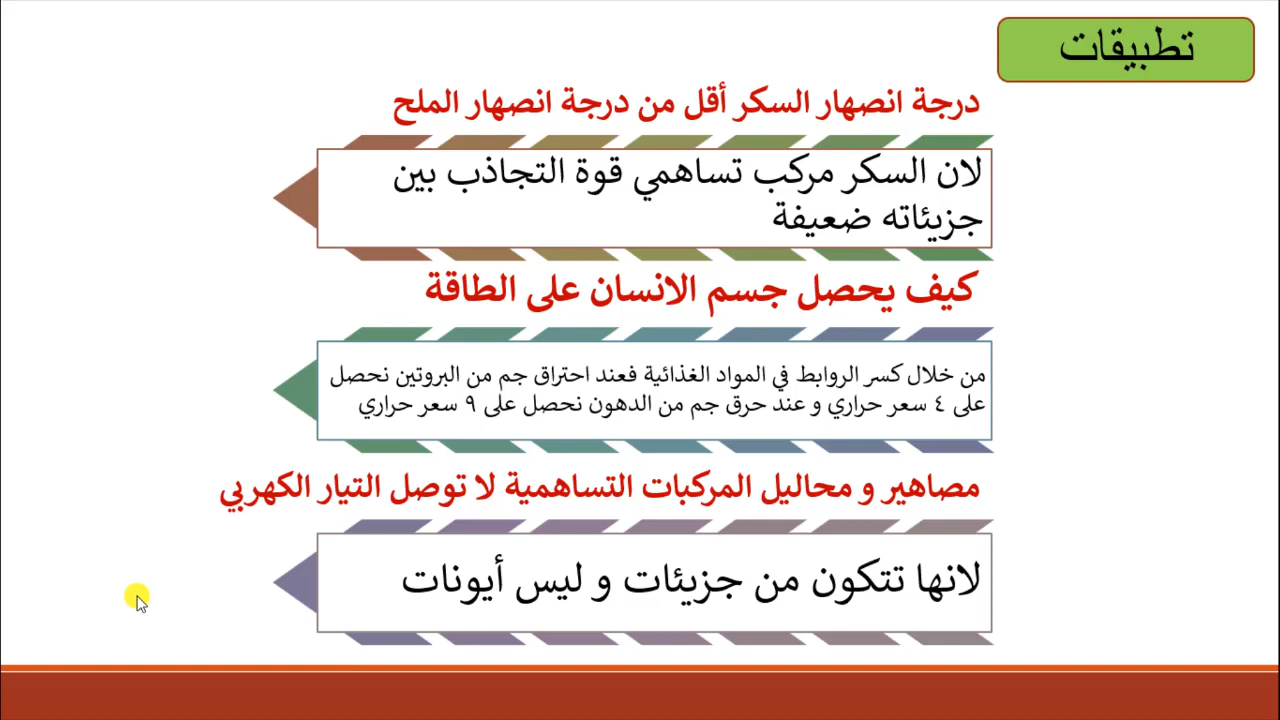 تطبيقات
درجة انصهار السكر أقل من درجة انصهار الملح
لان السكر مركب تساهمي قوة التجاذب بين
جزيئاته ضعيفة
كيف يحصل جسم الانسان على الطاقة
من خلال كسر الروابط في المواد الغذائية فعند احتراق جم من البروتين نحصل
على ٤ سعر حراري و عند حرق جم من الدهون نحصل على ٩ سعر حراري
مصاهير و محاليل المركبات التساهمية لا توصل التيار الكهربي
لانها تتكون من جزيئات و ليس أيونات